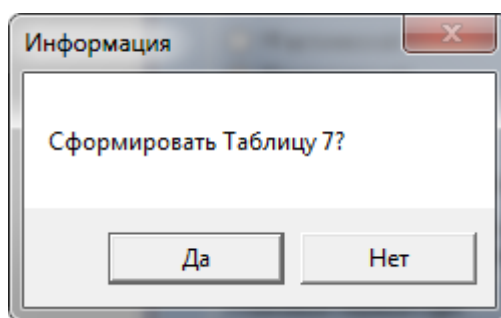 Информация
Сформировать Таблицу 7?
Да
Нет